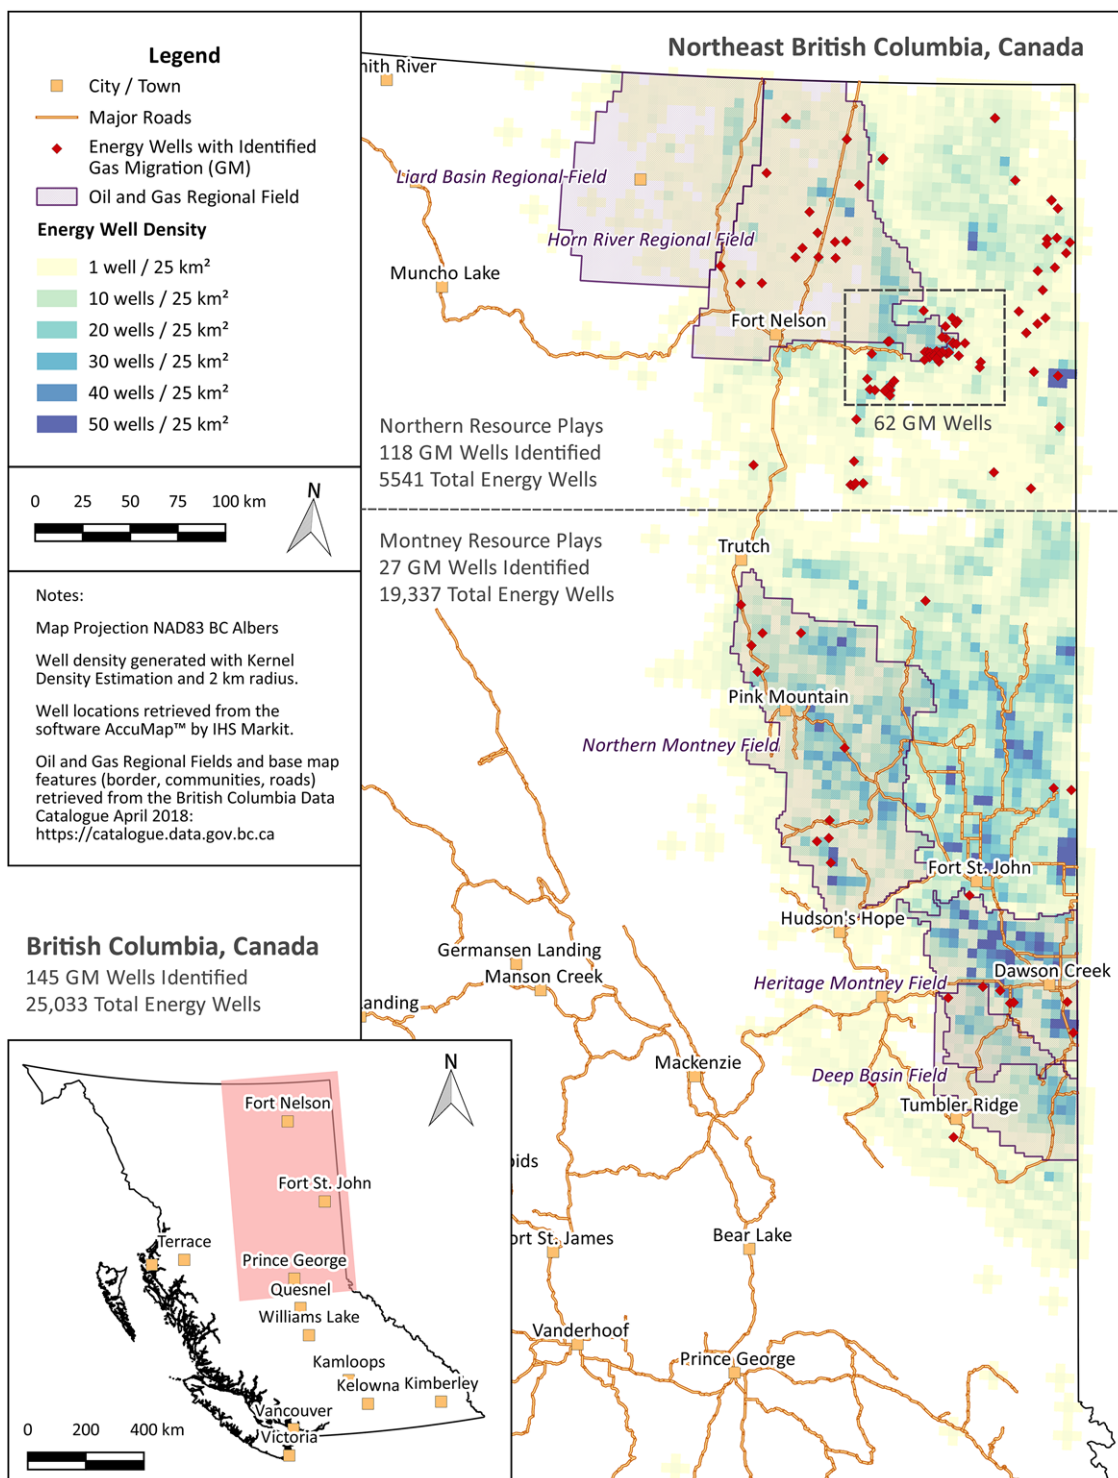 Legend
City / Town
Major Roads
Energy Wells with Identified
Gas Migration (GM)
Oil and Gas Regional Field
Energy Well Density
1 well / 25 km²
10 wells / 25 km²
20 wells / 25 km²
30 wells / 25 km²
40 wells / 25 km²
50 wells / 25 km²
0 25 50 75 100 km
N
Notes:
Map Projection NAD83 BC Albers
Well density generated with Kernel
Density Estimation and 2 km radius.
Well locations retrieved from the
software AccuMap™ by IHS Markit.
Oil and Gas Regional Fields and base map
features (border, communities, roads)
retrieved from the British Columbia Data
Catalogue April 2018:
https://catalogue.data.gov.bc.ca
British Columbia, Canada
145 GM Wells Identified
25,033 Total Energy Wells
Northeast British Columbia, Canada
nith River
Liard Basin Regional Field
Horn River Regional Field
Muncho Lake
Fort Nelson
62 GM Wells
Northern Resource Plays
118 GM Wells Identified
5541 Total Energy Wells
Montney Resource Plays
27 GM Wells Identified
19,337 Total Energy Wells
Trutch
Pink Mountain
Northern Montney Field
Fort St. John
Hudson's Hope
Germansen Landing
Manson Creek
anding
Heritage Montney Field
Dawson Creek
Mackenzie
Deep Basin Field
Tumbler Ridge
oids
ort St. James
Bear Lake
Vanderhoof
Prince George
N
Fort Nelson
Fort St. John
Terrace
Prince George
Quesnel
Williams Lake
Kamloops
Kelowna
Kimberley
Vancouver
Victoria
0 200 400 km